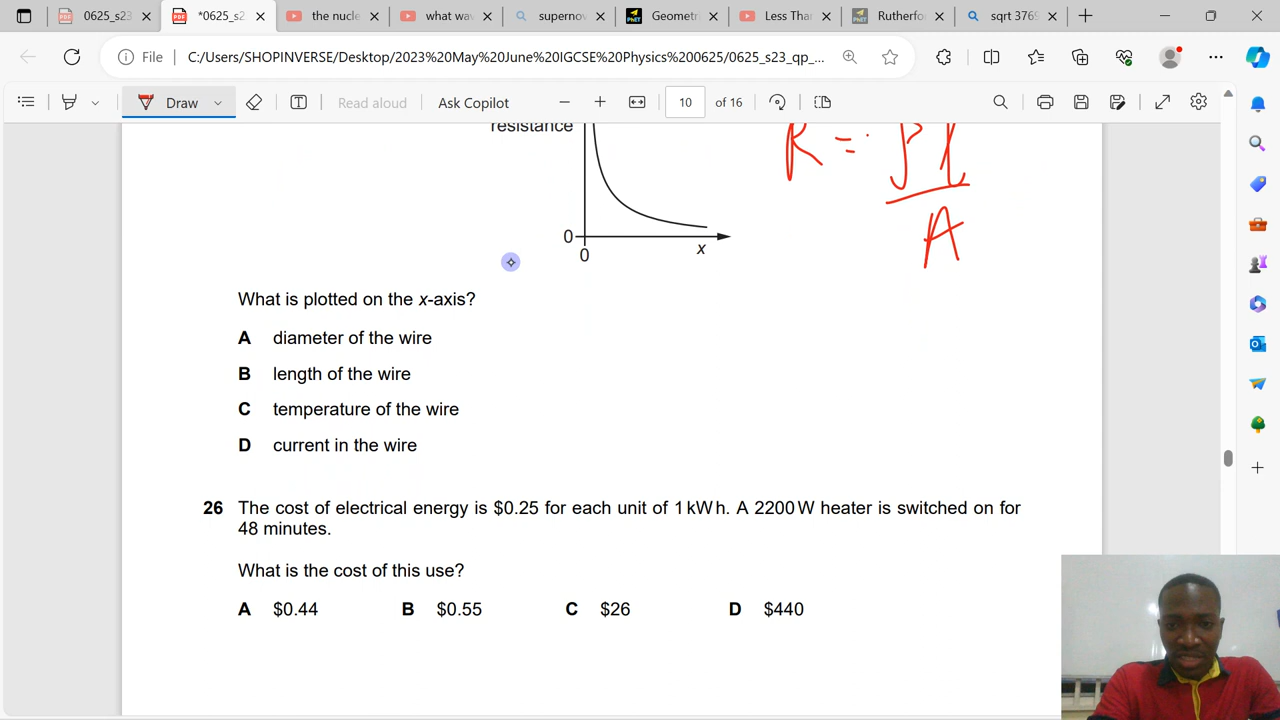 0625_s23
*0625_s2
the nucle
what wav
supernov
Geometr
Less Tha
Rutherfo
sqrt 3765
File
C:/Users/SHOPINVERSE/Desktop/2023%20May%20June%20IGCSE%20Physics%200625/0625_s23_qp_...
Draw
Read aloud
Ask Copilot
10
of 16
resistance
R = ρl
A
0
0
x
What is plotted on the x-axis?
A diameter of the wire
B length of the wire
C temperature of the wire
D current in the wire
26 The cost of electrical energy is $0.25 for each unit of 1 kW h. A 2200 W heater is switched on for
48 minutes.
What is the cost of this use?
A $0.44 B $0.55 C $26 D $440